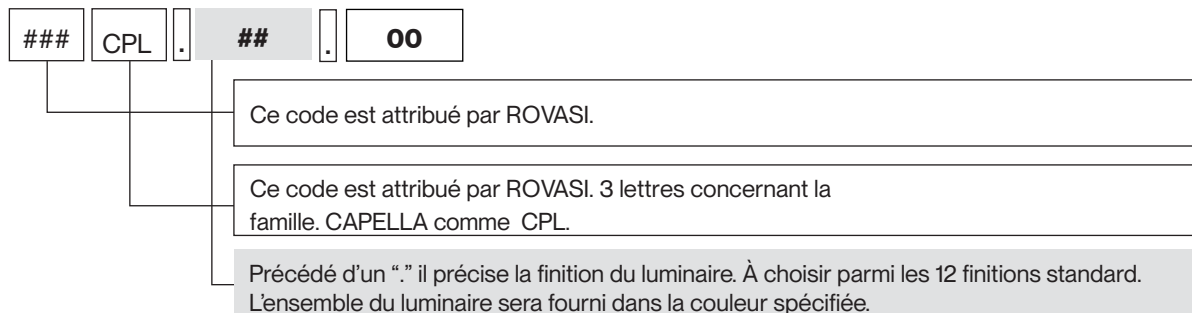 ### CPL . ## . 00
Ce code est attribué par ROVASI.
Ce code est attribué par ROVASI. 3 lettres concernant la
famille. CAPELLA comme CPL.
Précédé d'un “.” il précise la finition du luminaire. À choisir parmi les 12 finitions standard.
L'ensemble du luminaire sera fourni dans la couleur spécifiée.